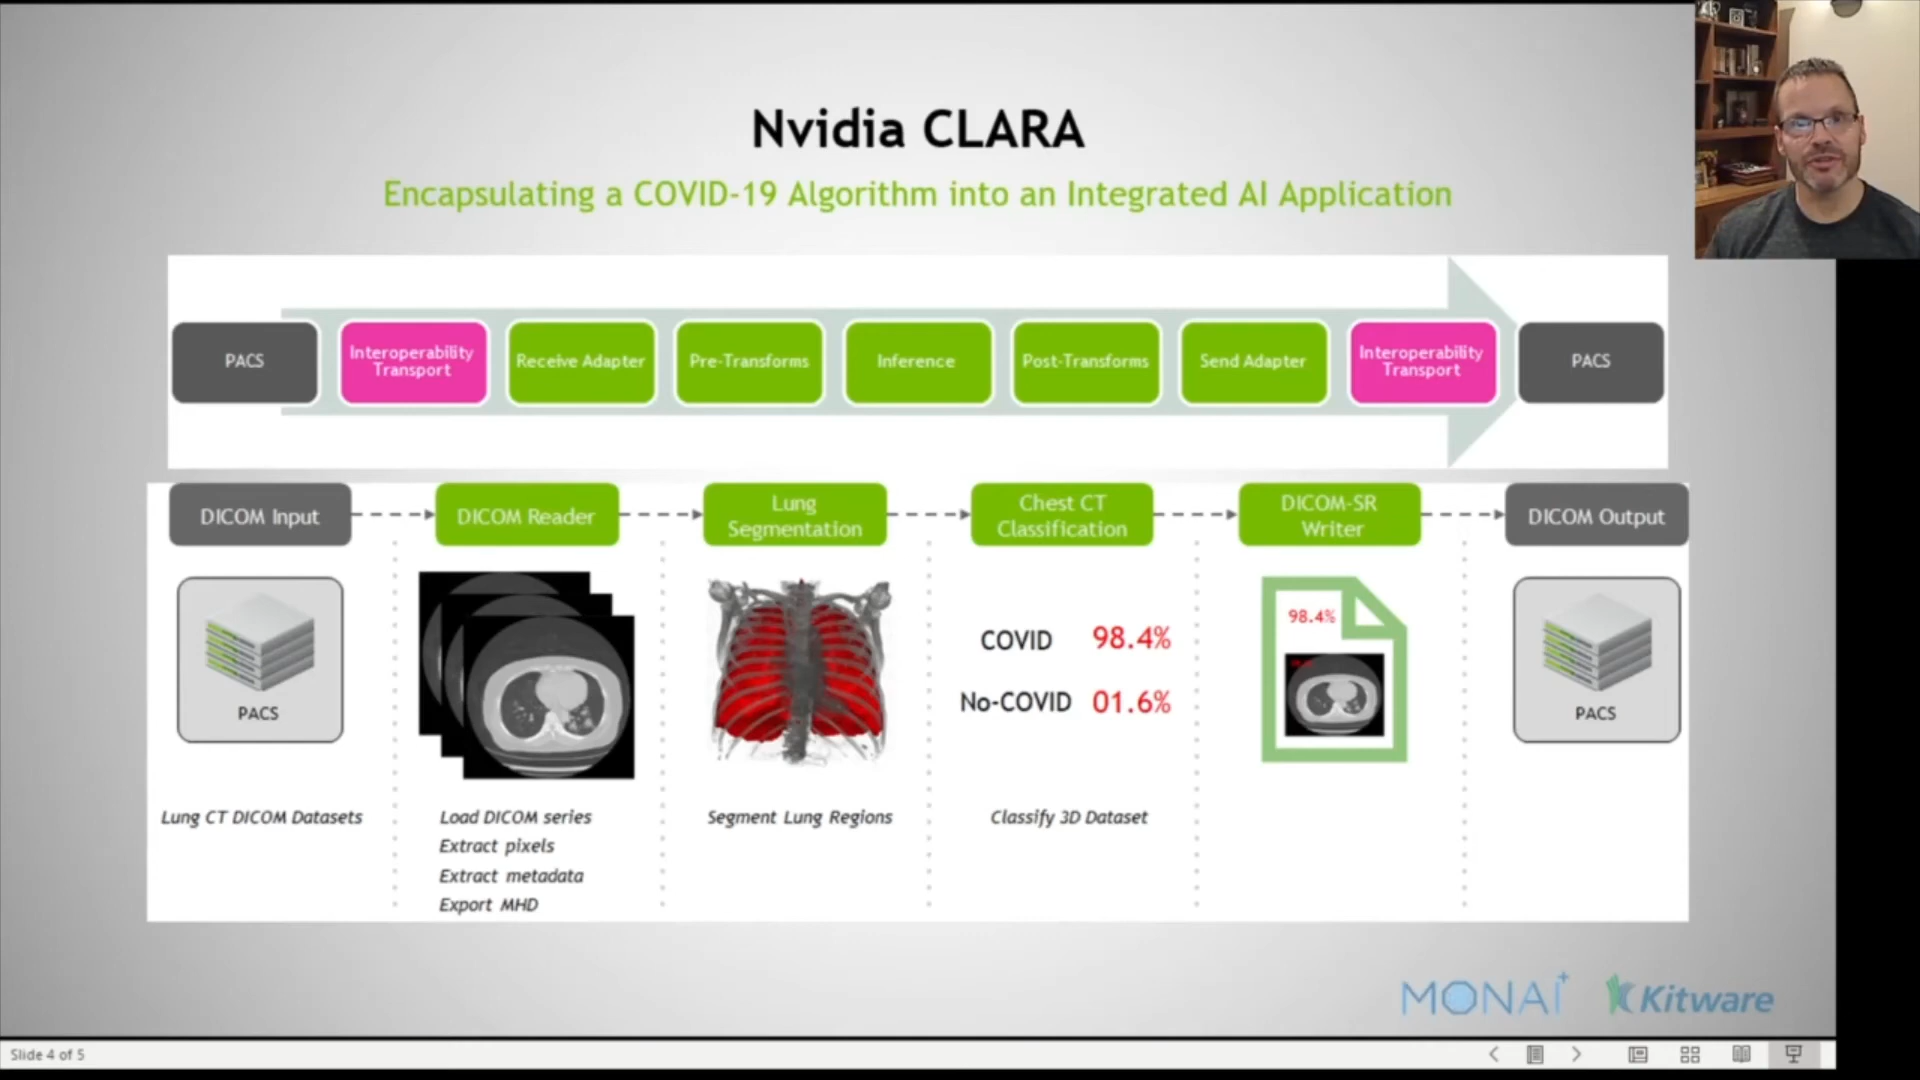 Nvidia CLARA
Encapsulating a COVID-19 Algorithm into an Integrated AI Application
PACS
Interoperability
Transport
Receive Adapter
Pre-Transforms
Inference
Post-Transforms
Send Adapter
Interoperability
Transport
PACS
DICOM Input
DICOM Reader
Lung
Segmentation
Chest CT
Classification
DICOM-SR
Writer
DICOM Output
PACS
COVID 98.4%
No-COVID 01.6%
98.4%
PACS
Lung CT DICOM Datasets
Load DICOM series
Extract pixels
Extract metadata
Export MHD
Segment Lung Regions
Classify 3D Dataset
MONAI
Kitware
Slide 4 of 5